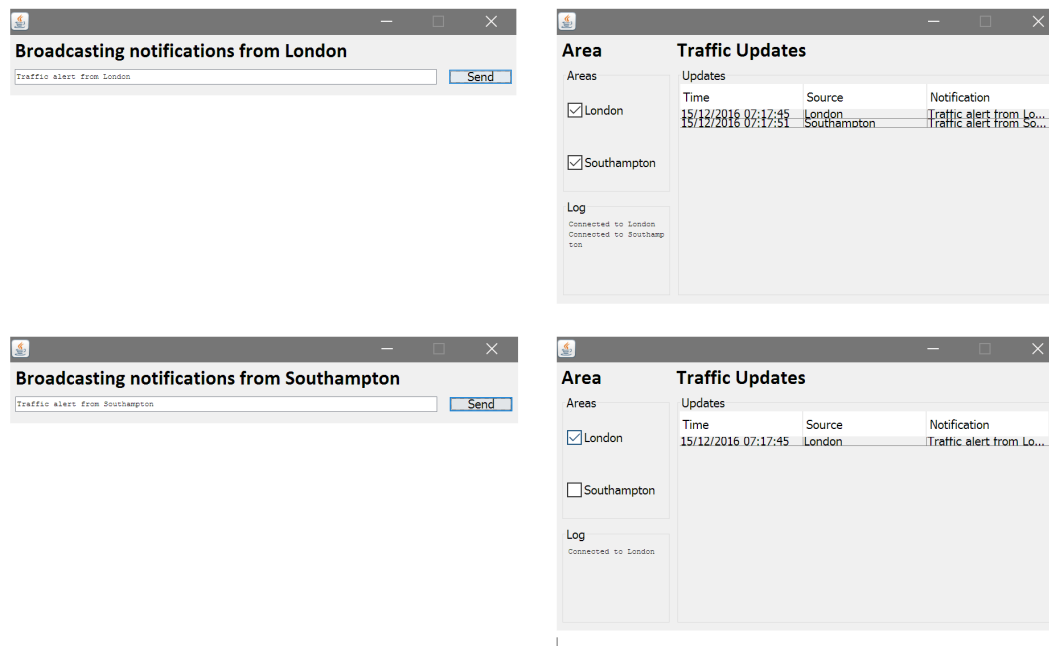 Broadcasting notifications from London
Traffic alert from London
Send
Area
Traffic Updates
Areas
London
Southampton
Updates
Time Source Notification
15/12/2016 07:17:45 London Traffic alert from Lo...
15/12/2016 07:17:51 Southampton Traffic alert from So...
Log
Connected to London
Connected to Southamp
ton
Broadcasting notifications from Southampton
Traffic alert from Southampton
Send
Area
Traffic Updates
Areas
London
Southampton
Updates
Time Source Notification
15/12/2016 07:17:45 London Traffic alert from Lo...
Log
Connected to London